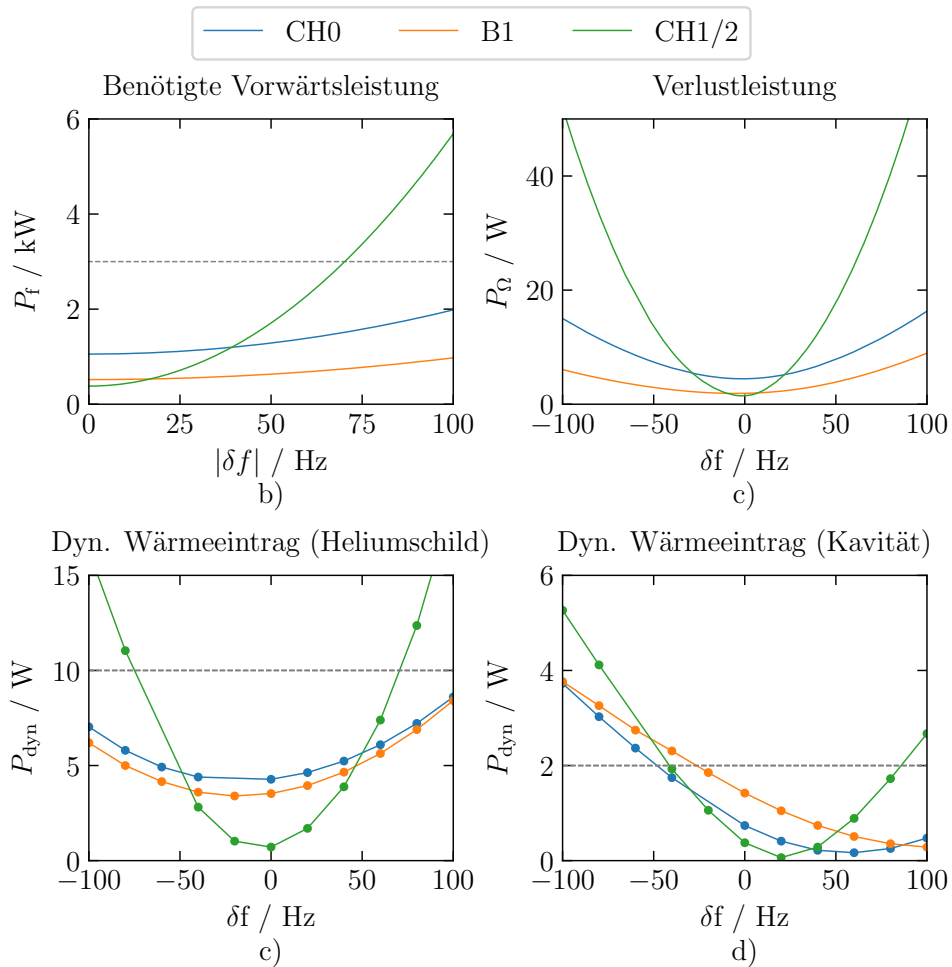 CH0 B1 CH1/2
Benötigte Vorwärtsleistung
6
4
2
0
P_f / kW
0 25 50 75 100
|δf| / Hz
b)
Verlustleistung
40
20
0
P_Ω / W
−100 −50 0 50 100
δf / Hz
c)
Dyn. Wärmeeintrag (Heliumschild)
15
10
5
0
P_dyn / W
−100 −50 0 50 100
δf / Hz
c)
Dyn. Wärmeeintrag (Kavität)
6
4
2
0
P_dyn / W
−100 −50 0 50 100
δf / Hz
d)